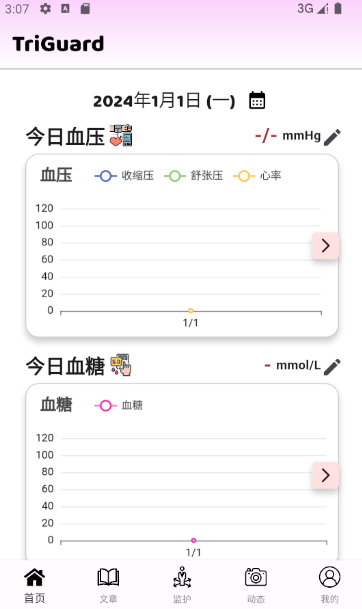 3:07 3G
TriGuard
2024年1月1日 (一)
今日血压 -/- mmHg
血压 收缩压 舒张压 心率
120
100
80
60
40
20
0
1/1
今日血糖 - mmol/L
血糖 血糖
120
100
80
60
40
20
0
1/1
首页 文章 监护 动态 我的